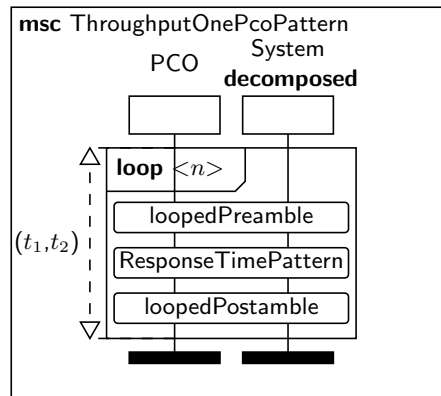 msc ThroughputOnePcoPattern
System
PCO
decomposed
loop <n>
loopedPreamble
(t₁,t₂)
ResponseTimePattern
loopedPostamble